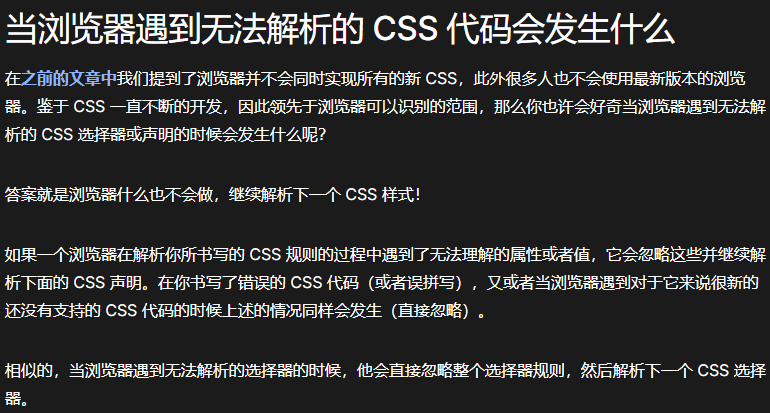 当浏览器遇到无法解析的 CSS 代码会发生什么
在之前的文章中我们提到了浏览器并不会同时实现所有的新 CSS，此外很多人也不会使用最新版本的浏览
器。鉴于 CSS 一直不断的开发，因此领先于浏览器可以识别的范围，那么你也许会好奇当浏览器遇到无法解
析的 CSS 选择器或声明的时候会发生什么呢？
答案就是浏览器什么也不会做，继续解析下一个 CSS 样式！
如果一个浏览器在解析你所书写的 CSS 规则的过程中遇到了无法理解的属性或者值，它会忽略这些并继续解
析下面的 CSS 声明。在你书写了错误的 CSS 代码（或者误拼写），又或者当浏览器遇到对于它来说很新的
还没有支持的 CSS 代码的时候上述的情况同样会发生（直接忽略）。
相似的，当浏览器遇到无法解析的选择器的时候，他会直接忽略整个选择器规则，然后解析下一个 CSS 选择
器。